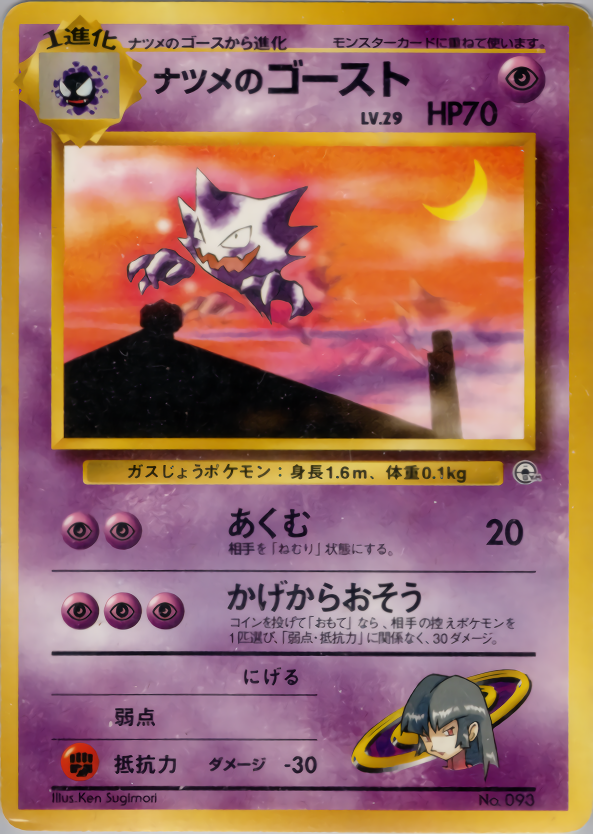 1進化
ナツメのゴースから進化
モンスターカードに重ねて使います。
ナツメのゴースト
LV.29 HP70
ガスじょうポケモン：身長1.6m、体重0.1kg
あくむ 20
相手を「ねむり」状態にする。
かげからおそう
コインを投げて「おもて」なら、相手の控えポケモンを
1匹選び、「弱点・抵抗力」に関係なく、30ダメージ。
にげる
弱点
抵抗力 ダメージ -30
Illus.Ken Sugimori
No. 093